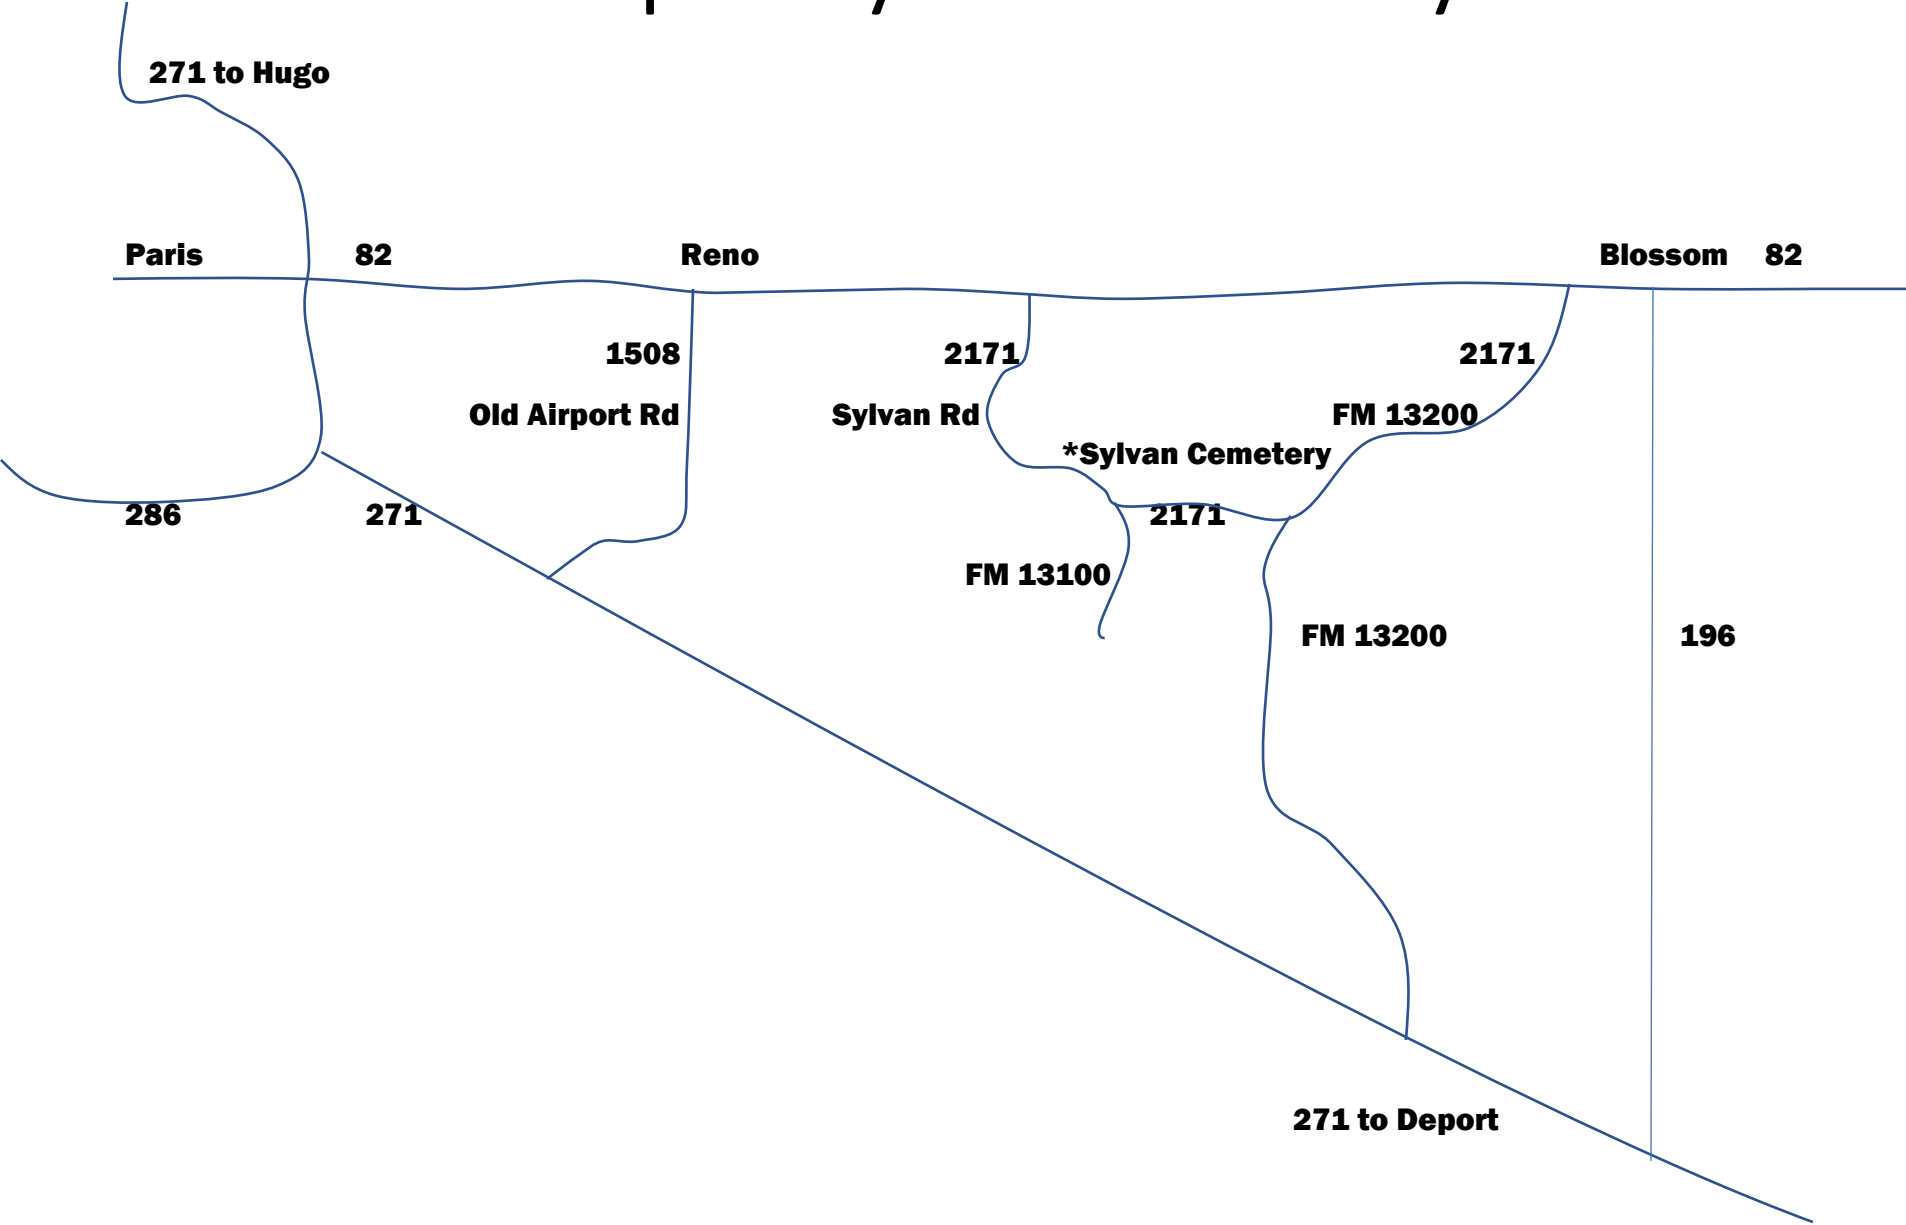 271 to Hugo
Paris 82 Reno Blossom 82
1508 2171 2171
Old Airport Rd Sylvan Rd FM 13200
*Sylvan Cemetery
286 271 2171
FM 13100
FM 13200 196
271 to Deport